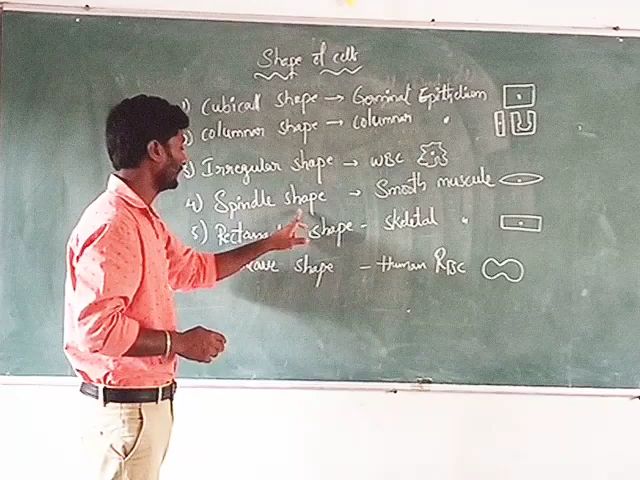 Shape of cells
1) Cubical shape → Germinal Epithelium
2) columnar shape → columnar "
3) Irregular shape → WBC
4) Spindle shape → Smooth muscule
5) shape - Skeletal "
shape - Human RBC